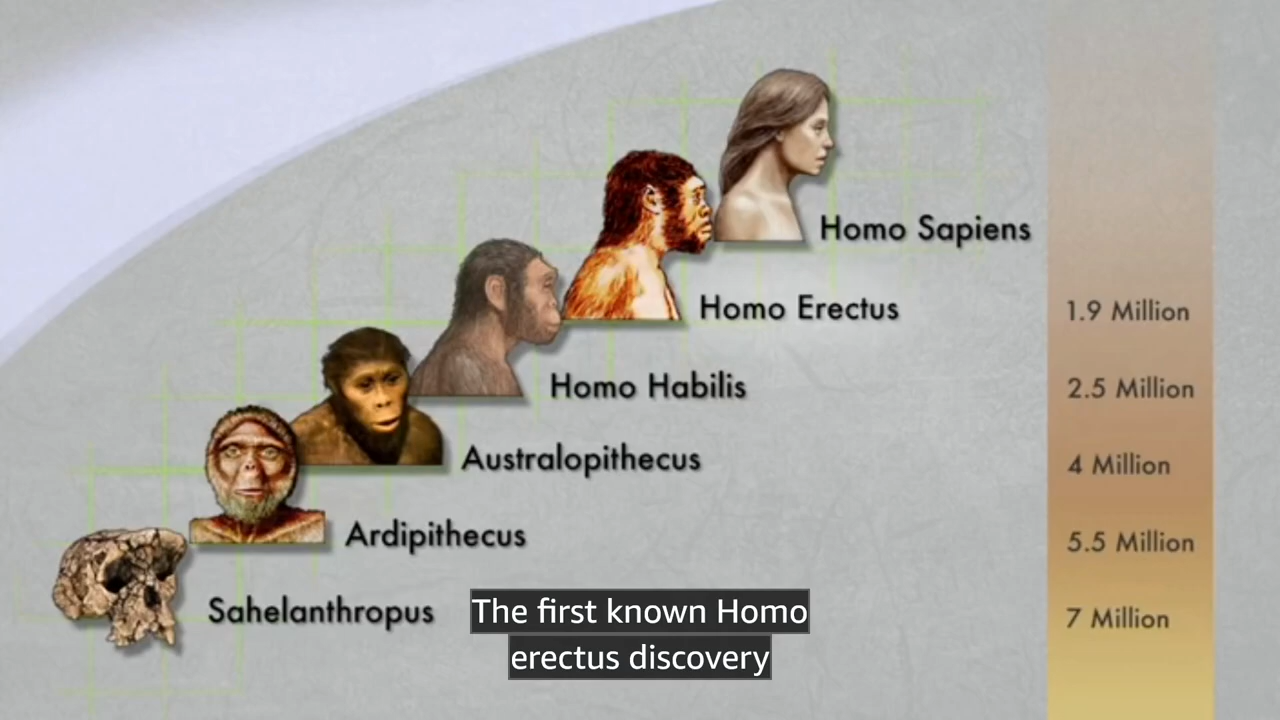 Homo Sapiens
Homo Erectus
1.9 Million
Homo Habilis
2.5 Million
Australopithecus
4 Million
Ardipithecus
5.5 Million
Sahelanthropus
7 Million
The first known Homo
erectus discovery